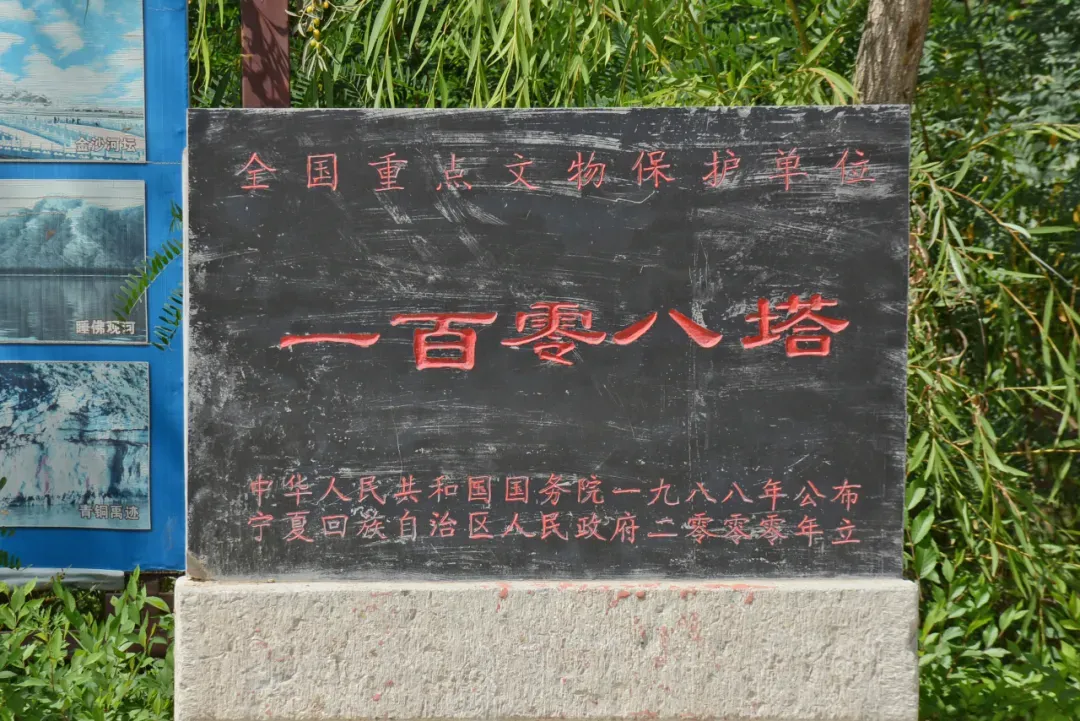 全国重点文物保护单位
一百零八塔
中华人民共和国国务院一九八八年公布
宁夏回族自治区人民政府二零零零年立
金沙河坛
睡佛观河
青铜禹迹